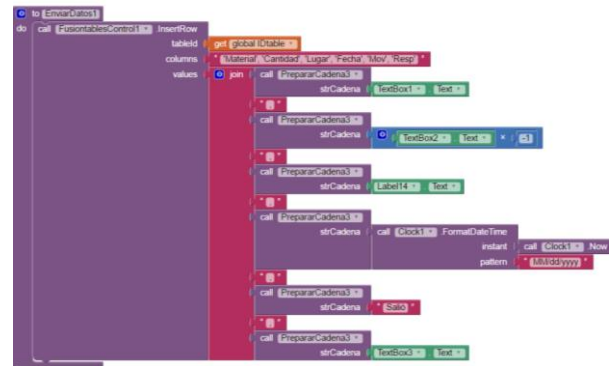 to EnviarDatos1
do call FusiontablesControl1 .InsertRow
tableId get global IDtable
columns "'Material','Cantidad','Lugar','Fecha','Mov','Resp'"
values join call PrepararCadena3
strCadena TextBox1 . Text
" , "
call PrepararCadena3
strCadena TextBox2 . Text × -1
" , "
call PrepararCadena3
strCadena Label14 . Text
" , "
call PrepararCadena3
strCadena call Clock1 .FormatDateTime
instant call Clock1 .Now
pattern "MM/dd/yyyy"
" , "
call PrepararCadena3
strCadena "Salio"
" , "
call PrepararCadena3
strCadena TextBox3 . Text